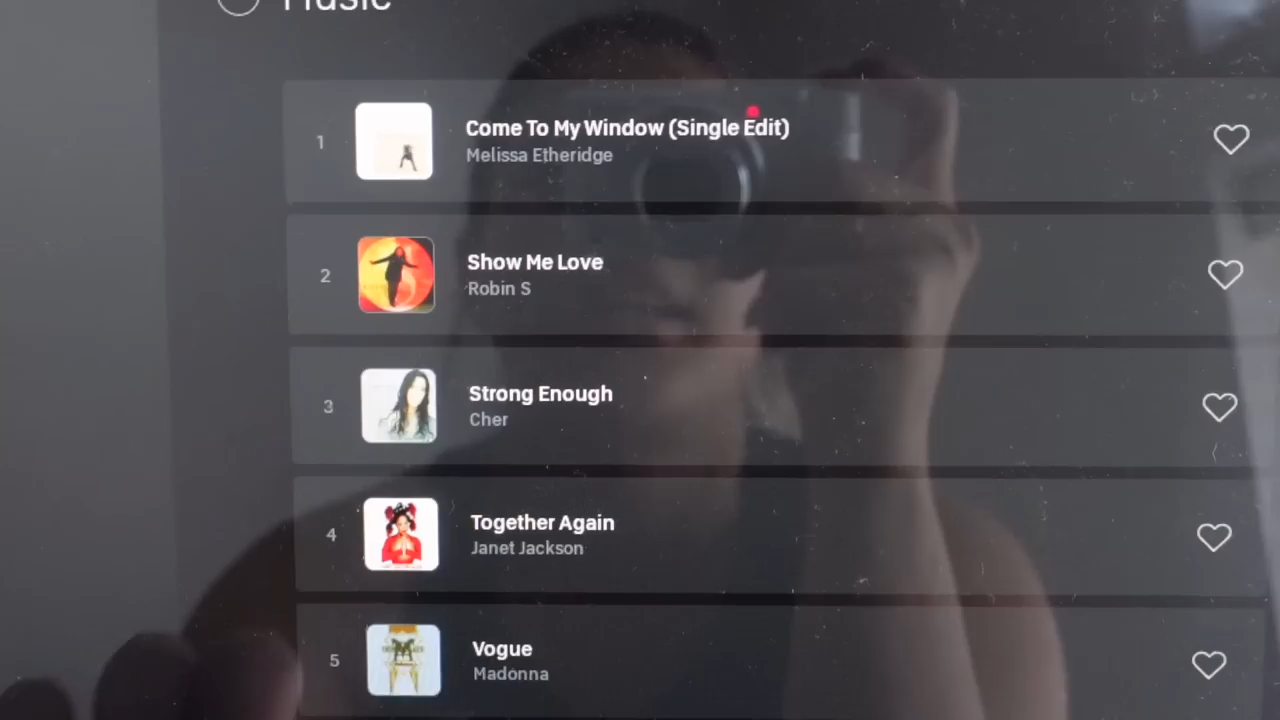 Music
1
Come To My Window (Single Edit)
Melissa Etheridge
2
Show Me Love
Robin S
3
Strong Enough
Cher
4
Together Again
Janet Jackson
5
Vogue
Madonna